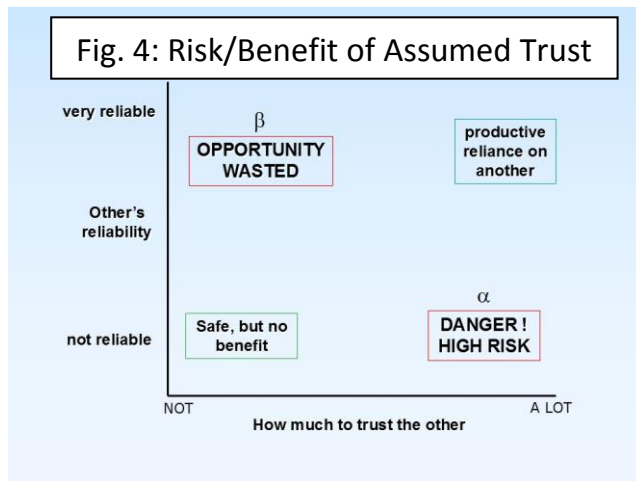 Fig. 4: Risk/Benefit of Assumed Trust
very reliable
β
OPPORTUNITY
WASTED
productive
reliance on
another
Other's
reliability
α
not reliable
Safe, but no
benefit
DANGER !
HIGH RISK
NOT
A LOT
How much to trust the other